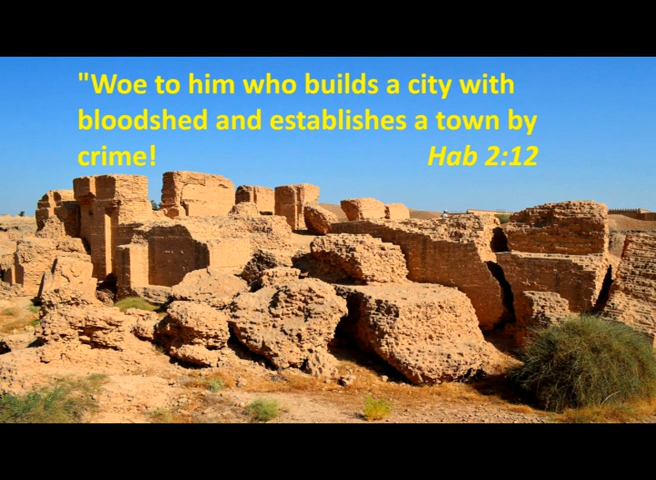 "Woe to him who builds a city with
bloodshed and establishes a town by
crime! Hab 2:12